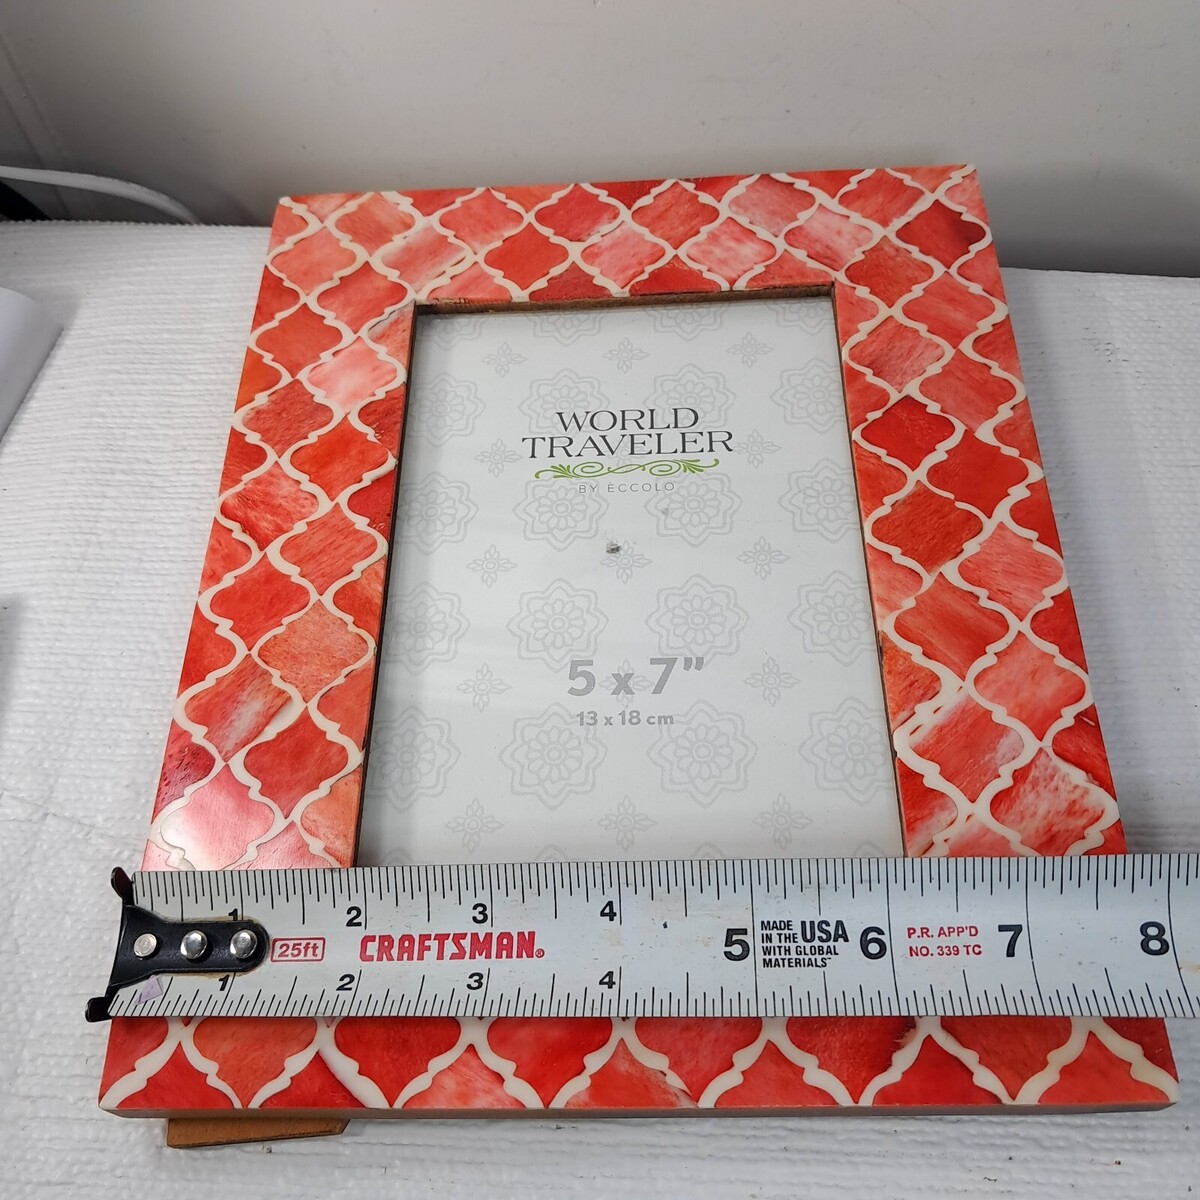 WORLD
TRAVELER
BY ECCOLO
5 x 7"
13 x 18 cm
1 2 3 4
25ft CRAFTSMAN® 5 MADE IN THE USA WITH GLOBAL MATERIALS™ 6 P.R. APP'D NO. 339 TC 7 8
1 2 3 4